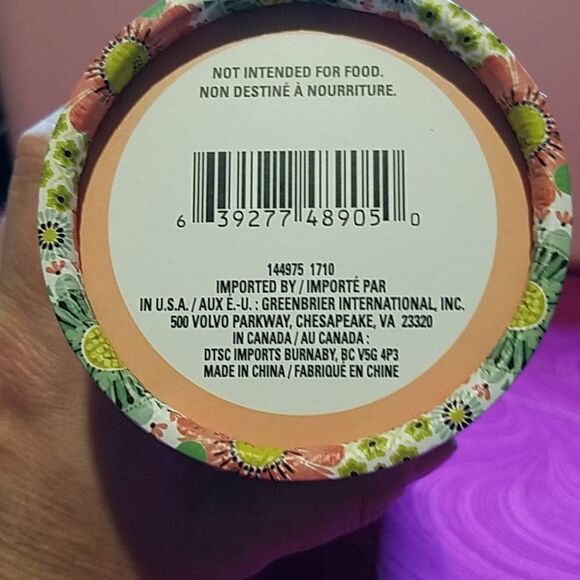 NOT INTENDED FOR FOOD.
NON DESTINÉ À NOURRITURE.
6 39277 48905 0
144975 1710
IMPORTED BY / IMPORTÉ PAR
IN U.S.A. / AUX É.-U. : GREENBRIER INTERNATIONAL, INC.
500 VOLVO PARKWAY, CHESAPEAKE, VA 23320
IN CANADA / AU CANADA :
DTSC IMPORTS BURNABY, BC V5G 4P3
MADE IN CHINA / FABRIQUÉ EN CHINE